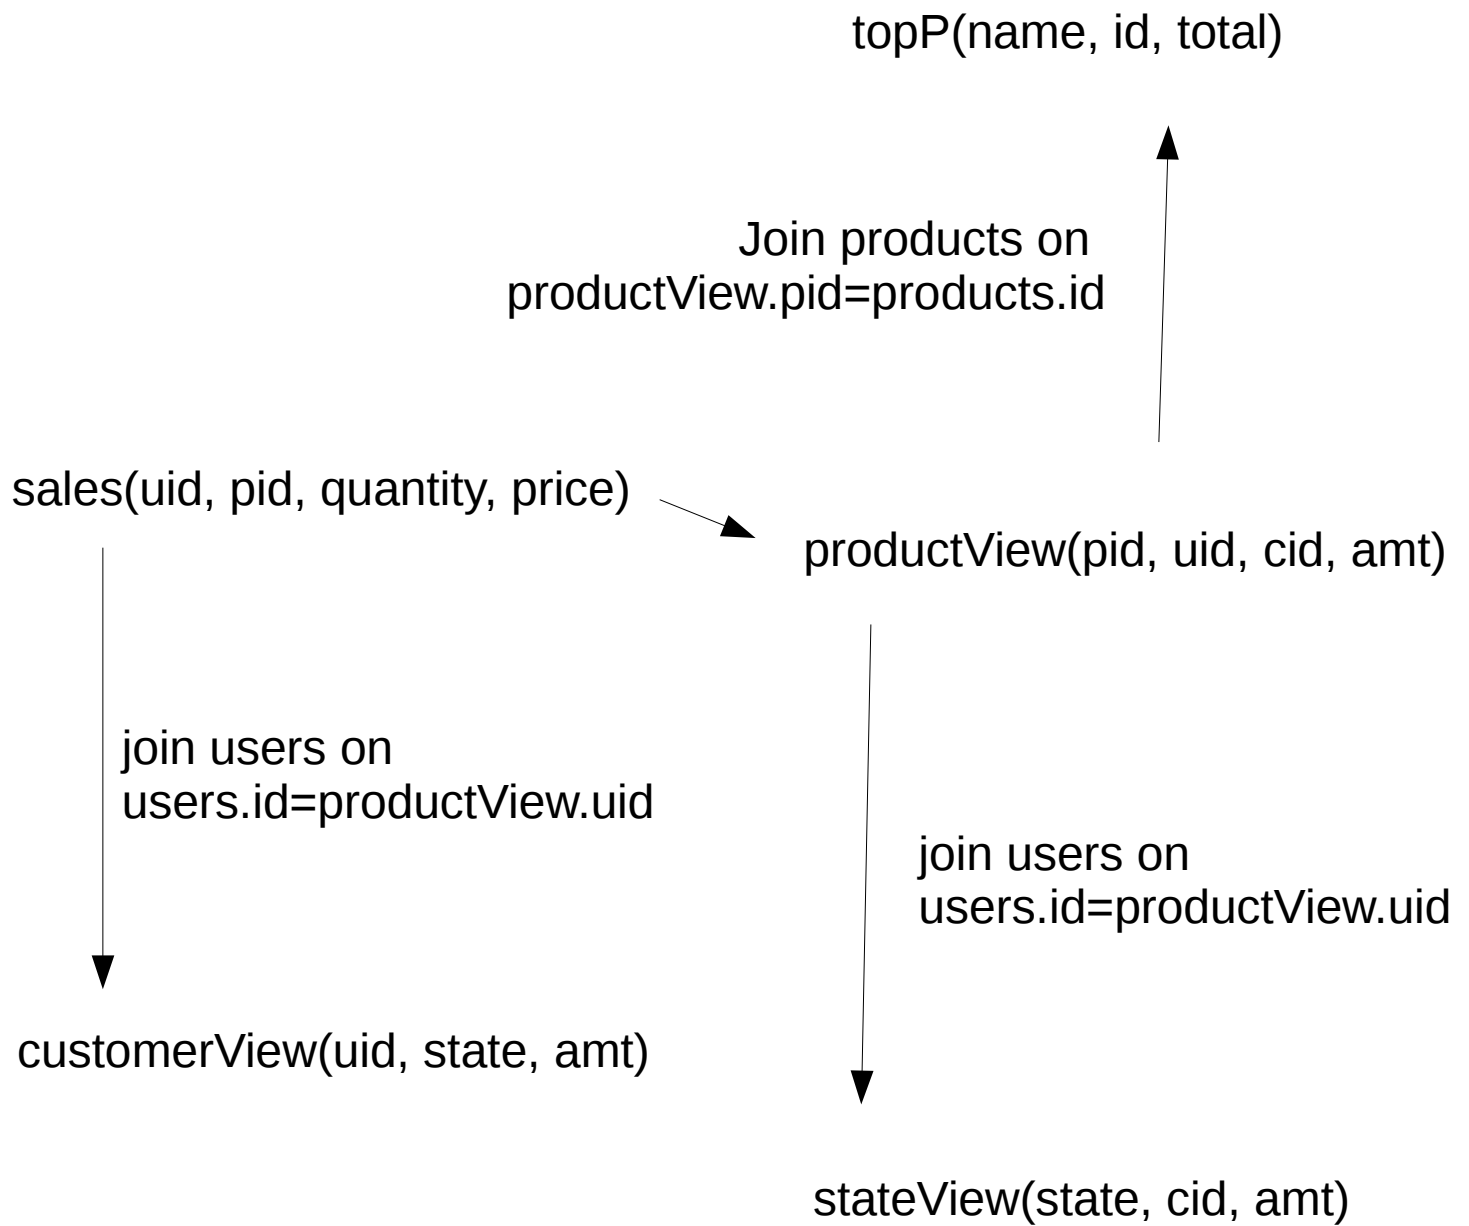 topP(name, id, total)
Join products on
productView.pid=products.id
sales(uid, pid, quantity, price)
productView(pid, uid, cid, amt)
join users on
users.id=productView.uid
join users on
users.id=productView.uid
customerView(uid, state, amt)
stateView(state, cid, amt)